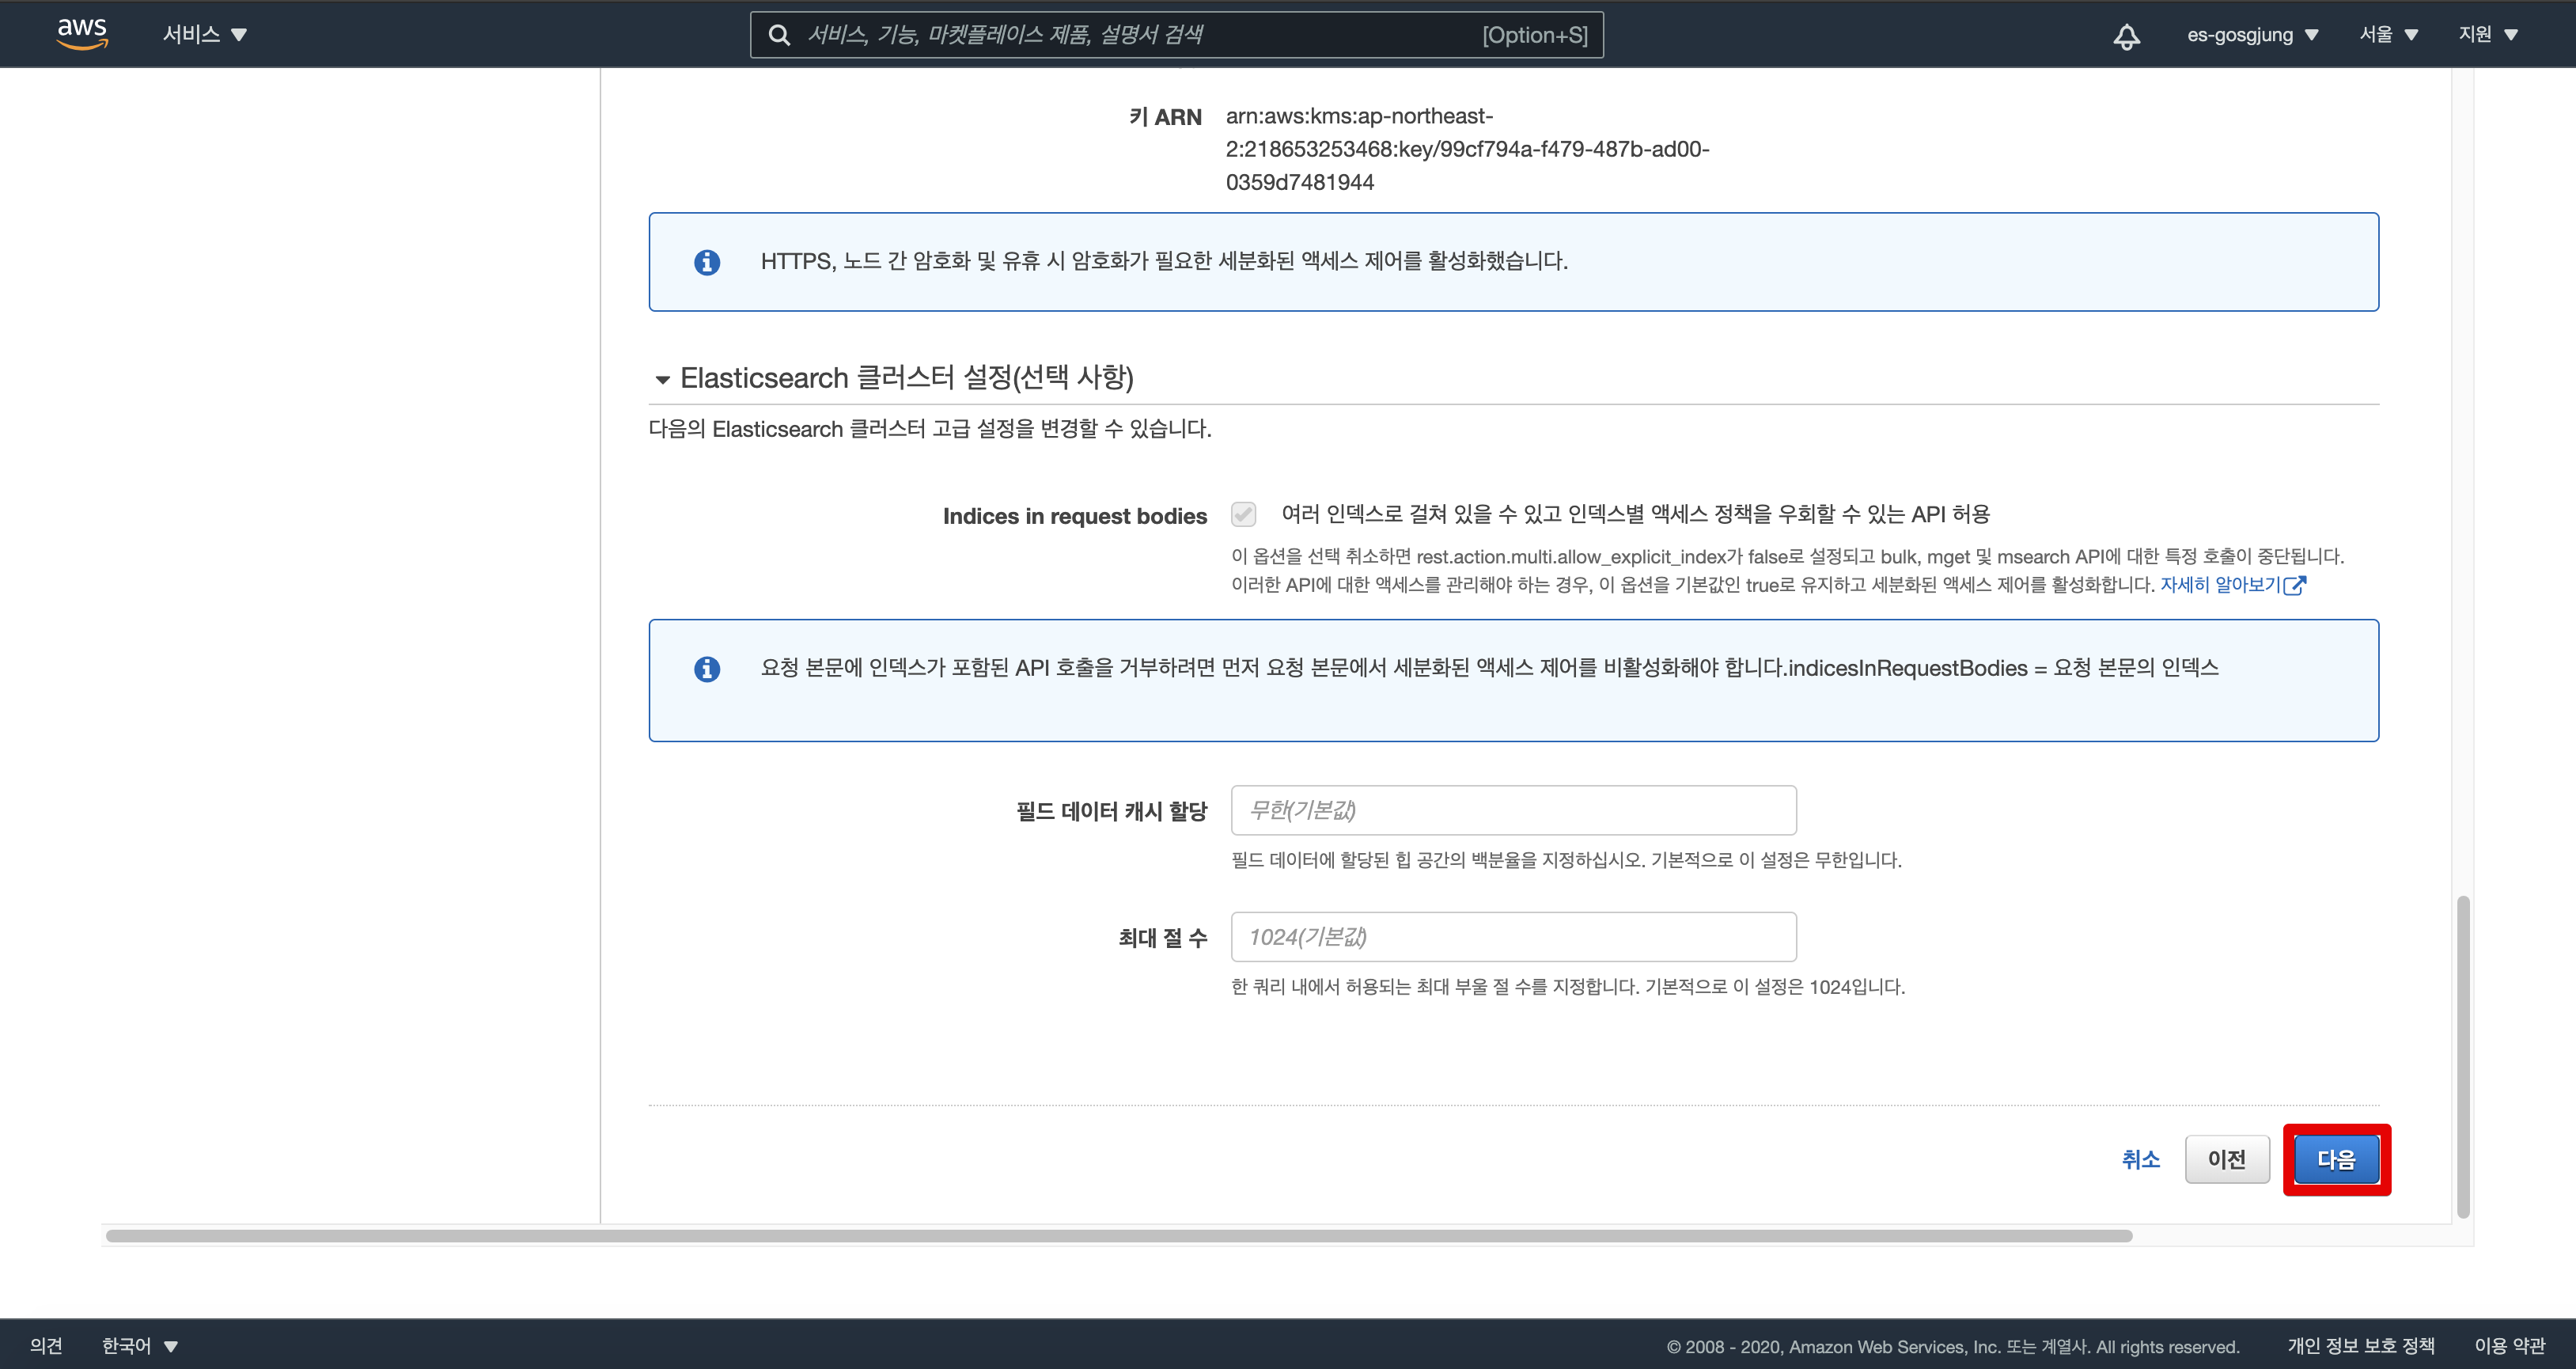 aws 서비스 서비스, 기능, 마켓플레이스 제품, 설명서 검색 [Option+S] es-gosgjung 서울 지원
키 ARN arn:aws:kms:ap-northeast-
2:218653253468:key/99cf794a-f479-487b-ad00-
0359d7481944
HTTPS, 노드 간 암호화 및 유휴 시 암호화가 필요한 세분화된 액세스 제어를 활성화했습니다.
Elasticsearch 클러스터 설정(선택 사항)
다음의 Elasticsearch 클러스터 고급 설정을 변경할 수 있습니다.
Indices in request bodies 여러 인덱스로 걸쳐 있을 수 있고 인덱스별 액세스 정책을 우회할 수 있는 API 허용
이 옵션을 선택 취소하면 rest.action.multi.allow_explicit_index가 false로 설정되고 bulk, mget 및 msearch API에 대한 특정 호출이 중단됩니다.
이러한 API에 대한 액세스를 관리해야 하는 경우, 이 옵션을 기본값인 true로 유지하고 세분화된 액세스 제어를 활성화합니다. 자세히 알아보기
요청 본문에 인덱스가 포함된 API 호출을 거부하려면 먼저 요청 본문에서 세분화된 액세스 제어를 비활성화해야 합니다.indicesInRequestBodies = 요청 본문의 인덱스
필드 데이터 캐시 할당 무한(기본값)
필드 데이터에 할당된 힙 공간의 백분율을 지정하십시오. 기본적으로 이 설정은 무한입니다.
최대 절 수 1024(기본값)
한 쿼리 내에서 허용되는 최대 부울 절 수를 지정합니다. 기본적으로 이 설정은 1024입니다.
취소 이전 다음
의견 한국어 © 2008 - 2020, Amazon Web Services, Inc. 또는 계열사. All rights reserved. 개인 정보 보호 정책 이용 약관